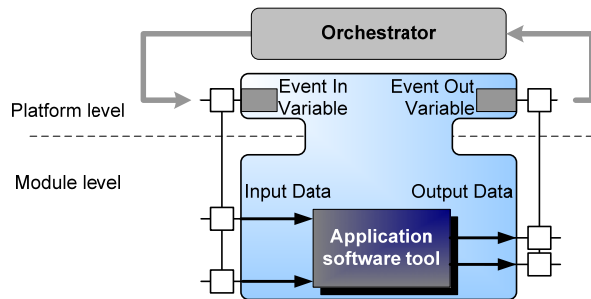 Orchestrator
Event In
Variable
Event Out
Variable
Platform level
Module level
Input Data
Output Data
Application
software tool